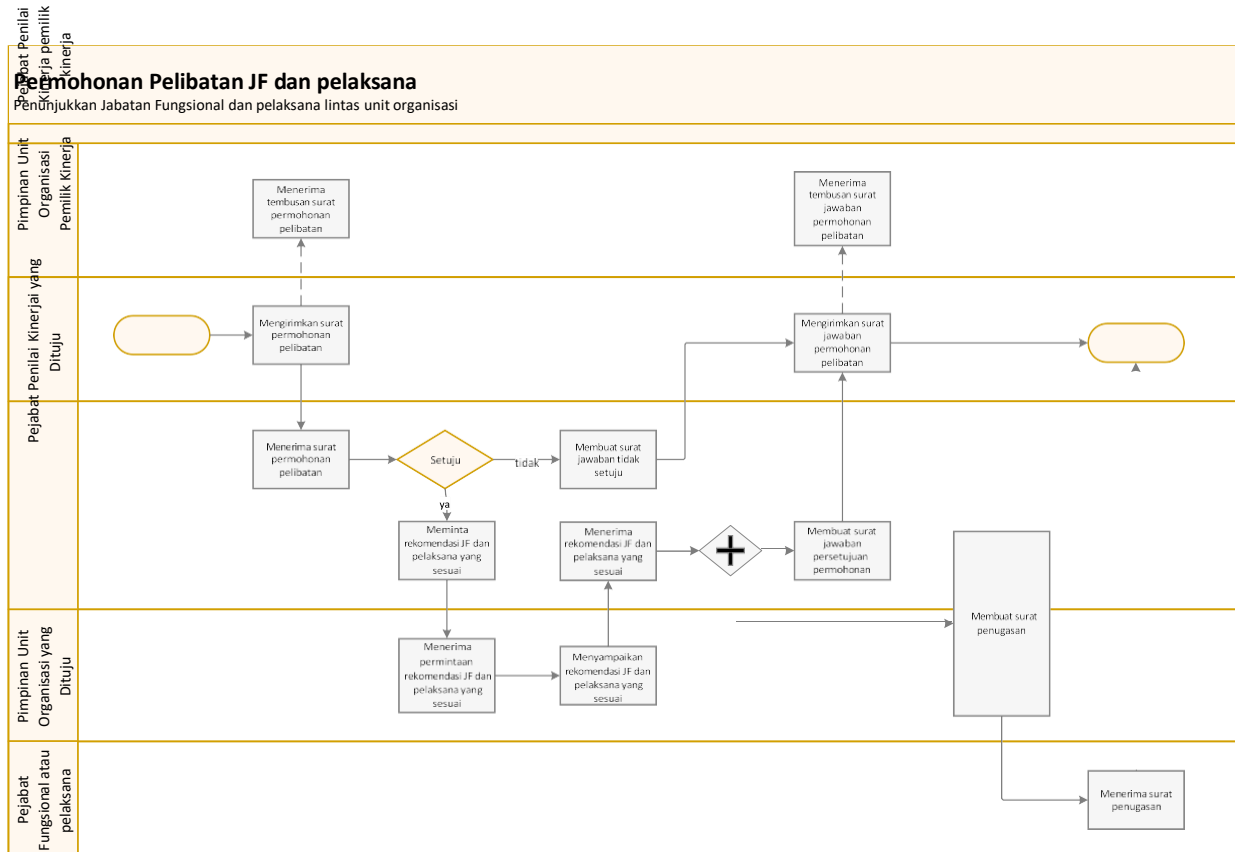 Pejabat Penilai
Kinerja pemilik
kinerja
Permohonan Pelibatan JF dan pelaksana
Penunjukkan Jabatan Fungsional dan pelaksana lintas unit organisasi
Pimpinan Unit
Organisasi
Pemilik Kinerja
Menerima
tembusan surat
permohonan
pelibatan
Menerima
tembusan surat
jawaban
permohonan
pelibatan
Pejabat Penilai Kinerjai yang
Dituju
Mengirimkan surat
permohonan
pelibatan
Mengirimkan surat
jawaban
permohonan
pelibatan
Menerima surat
permohonan
pelibatan
Setuju
tidak
Membuat surat
jawaban tidak
setuju
ya
Meminta
rekomendasi JF dan
pelaksana yang
sesuai
Menerima
rekomendasi JF dan
pelaksana yang
sesuai
Membuat surat
jawaban
persetujuan
permohonan
Membuat surat
penugasan
Pimpinan Unit
Organisasi yang
Dituju
Menerima
permintaan
rekomendasi JF dan
pelaksana yang
sesuai
Menyampaikan
rekomendasi JF dan
pelaksana yang
sesuai
Pejabat
Fungsional atau
pelaksana
Menerima surat
penugasan